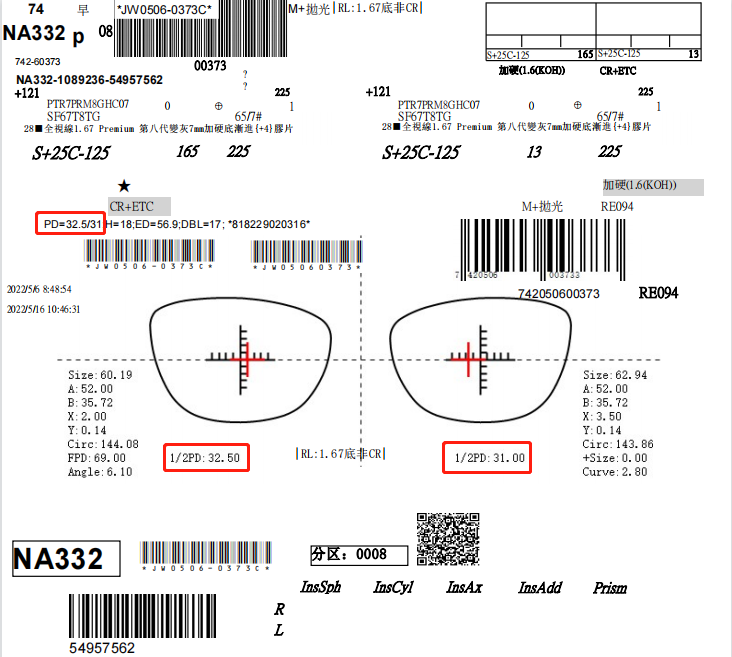 74 早 *JW0506-0373C* M+抛光 RL:1.67底非CR
NA332 p 08
S+25C-125 165 S+25C-125 13
742-60373 00373 加硬(1.6(KOH)) CR+ETC
?
NA332-1089236-54957562
?
+121 225 +121 225
PTR7PRM8GHC07 0 ⊕ 1 PTR7PRM8GHC07 0 ⊕ 1
SF67T8TG 65/7# SF67T8TG 65/7#
28■全視線1.67 Premium 第八代變灰7mm加硬底漸進{+4}膠片 28■全視線1.67 Premium 第八代變灰7mm加硬底漸進{+4}膠片
S+25C-125 165 225 S+25C-125 13 225
★ 加硬(1.6(KOH))
CR+ETC M+抛光 RE094
PD=32.5/31 H=18;ED=56.9;DBL=17; *818229020316*
*JW0506-0373C* *JW0506-0373* 7 420506 003733
2022/5/6 8:48:54 742050600373 RE094
2022/5/16 10:46:31
Size:60.19 Size:62.94
A:52.00 A:52.00
B:35.72 B:35.72
X:2.00 X:3.50
Y:0.14 Y:0.14
Circ:144.08 Circ:143.86
FPD:69.00 1/2PD:32.50 RL:1.67底非CR 1/2PD:31.00 +Size:0.00
Angle:6.10 Curve:2.80
NA332 *JW0506-0373C* 分区：0008
InsSph InsCyl InsAx InsAdd Prism
R
L
54957562